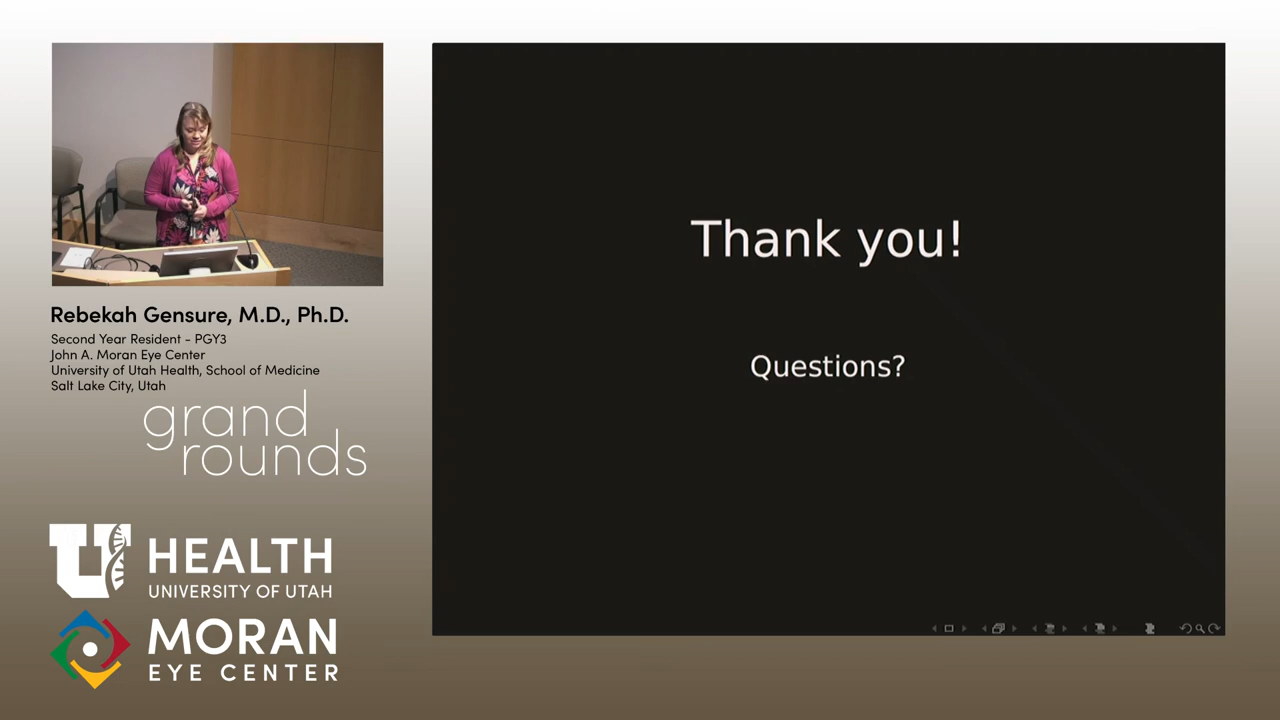 Thank you!
Questions?
Rebekah Gensure, M.D., Ph.D.
Second Year Resident - PGY3
John A. Moran Eye Center
University of Utah Health, School of Medicine
Salt Lake City, Utah
grand
rounds
U HEALTH
UNIVERSITY OF UTAH
MORAN
EYE CENTER